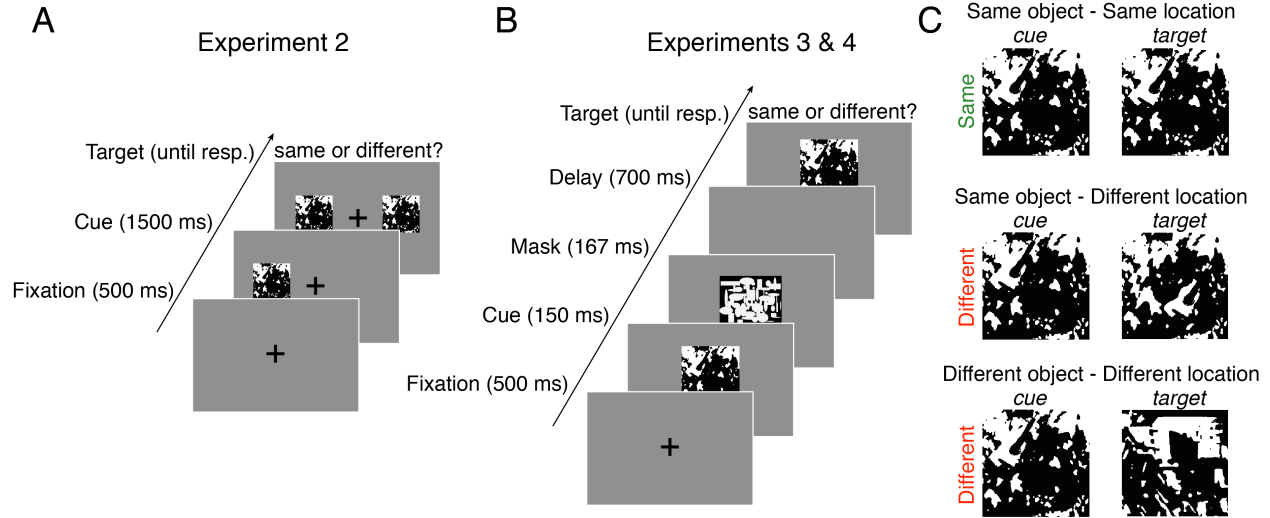 A
Experiment 2
Target (until resp.)
same or different?
Cue (1500 ms)
Fixation (500 ms)
B
Experiments 3 & 4
Target (until resp.)
same or different?
Delay (700 ms)
Mask (167 ms)
Cue (150 ms)
Fixation (500 ms)
C
Same object - Same location
cue target
Same
Same object - Different location
cue target
Different
Different object - Different location
cue target
Different